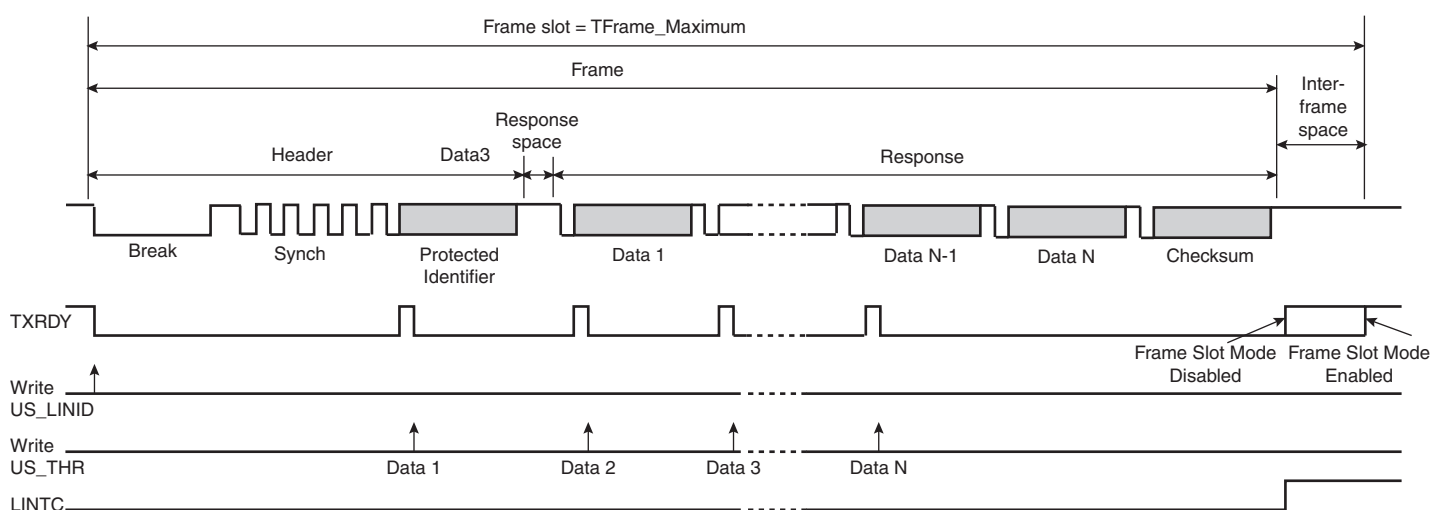 Frame slot = TFrame_Maximum
Frame
Inter-
frame
space
Response
space
Header
Data3
Response
Break
Synch
Protected
Identifier
Data 1
Data N-1
Data N
Checksum
TXRDY
Frame Slot Mode
Disabled
Frame Slot Mode
Enabled
Write
US_LINID
Write
US_THR
Data 1
Data 2
Data 3
Data N
LINTC